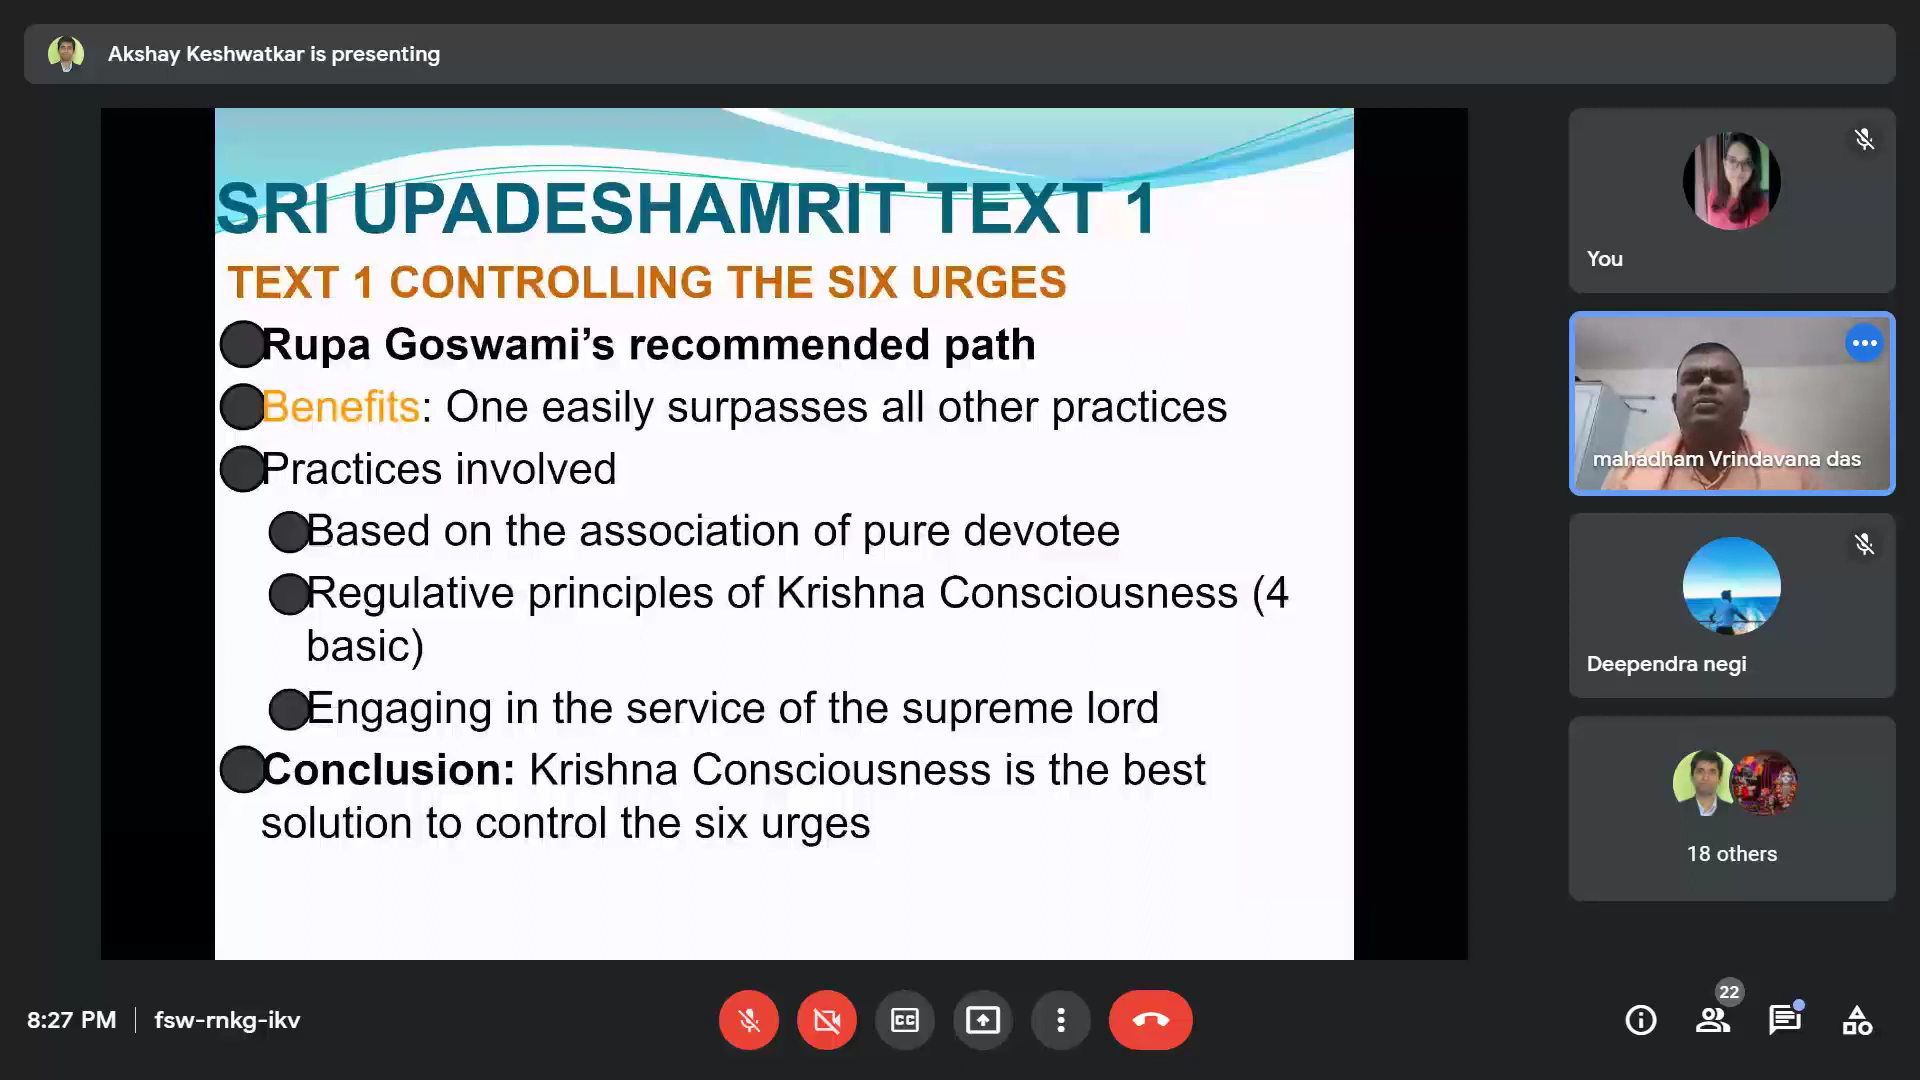 Akshay Keshwatkar is presenting
SRI UPADESHAMRIT TEXT 1
TEXT 1 CONTROLLING THE SIX URGES
Rupa Goswami’s recommended path
Benefits: One easily surpasses all other practices
Practices involved
Based on the association of pure devotee
Regulative principles of Krishna Consciousness (4
basic)
Engaging in the service of the supreme lord
Conclusion: Krishna Consciousness is the best
solution to control the six urges
You
mahadham Vrindavana das
Deependra negi
18 others
8:27 PM | fsw-rnkg-ikv
CC
22